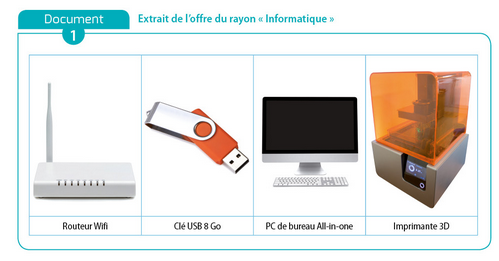 Document
1
Extrait de l'offre du rayon « Informatique »
Routeur Wifi
Clé USB 8 Go
PC de bureau All-in-one
Imprimante 3D